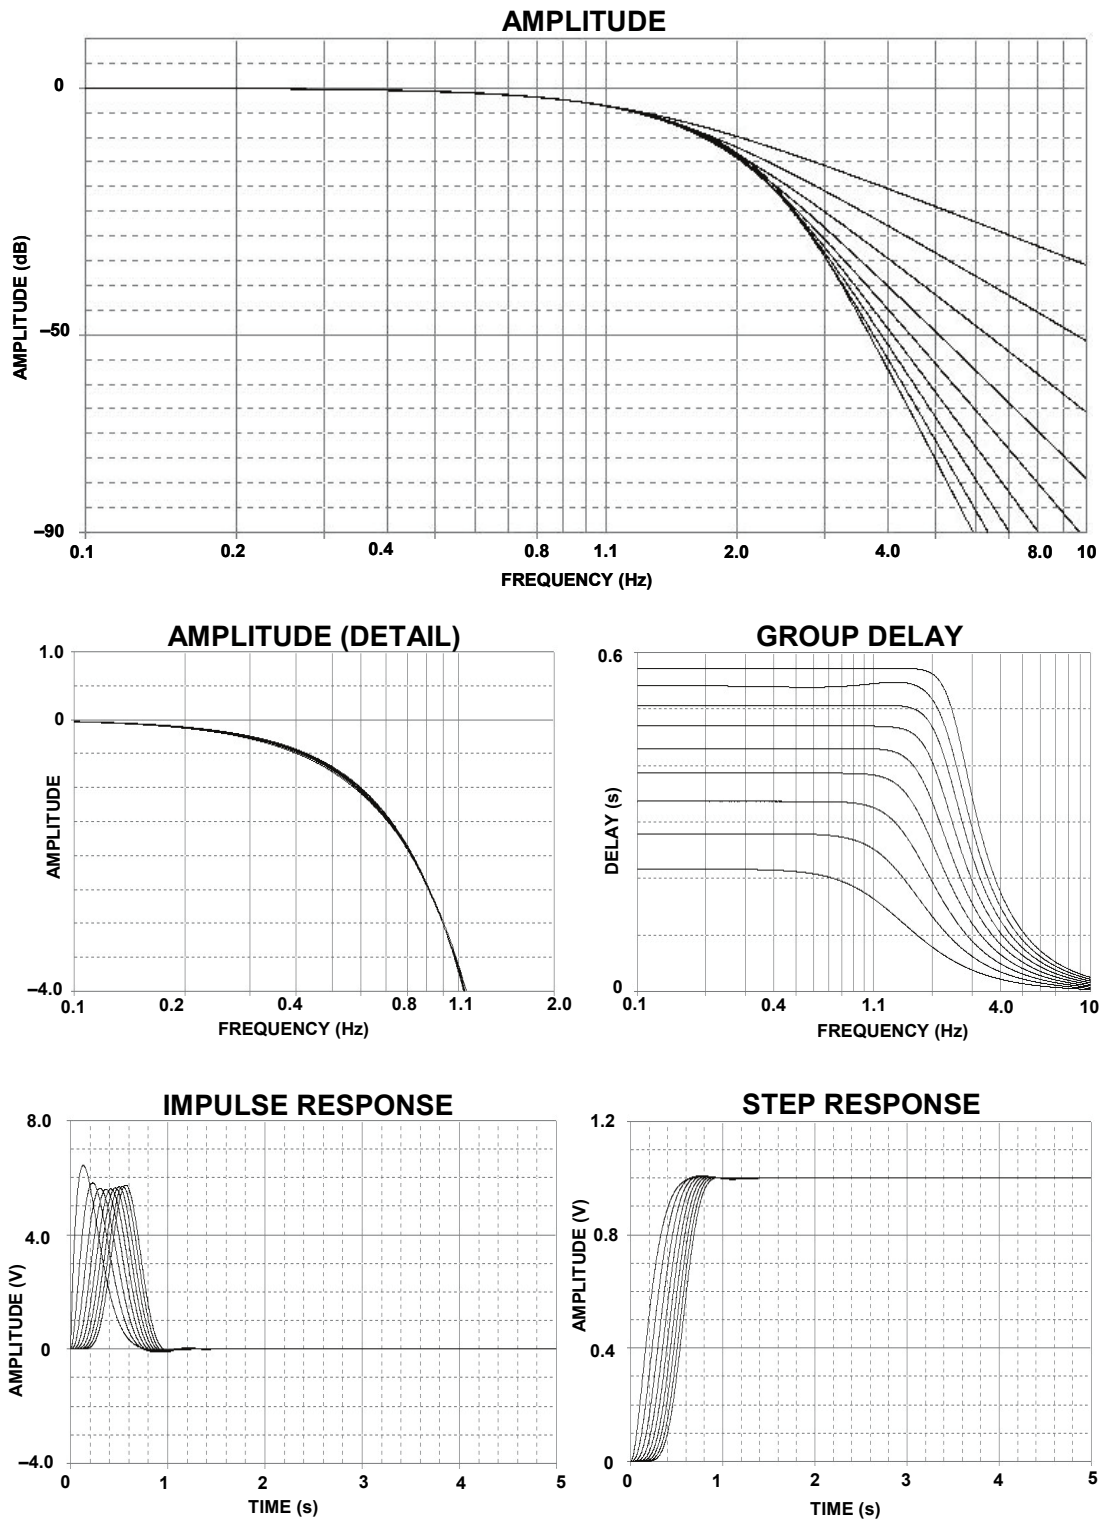 AMPLITUDE
0
–50
–90
AMPLITUDE (dB)
0.1 0.2 0.4 0.8 1.1 2.0 4.0 8.0 10
FREQUENCY (Hz)
AMPLITUDE (DETAIL)
1.0
0
–4.0
AMPLITUDE
0.1 0.2 0.4 0.8 1.1 2.0
FREQUENCY (Hz)
GROUP DELAY
0.6
0
DELAY (s)
0.1 0.4 1.1 4.0 10
FREQUENCY (Hz)
IMPULSE RESPONSE
8.0
4.0
0
–4.0
AMPLITUDE (V)
0 1 2 3 4 5
TIME (s)
STEP RESPONSE
1.2
0.8
0.4
0
AMPLITUDE (V)
0 1 2 3 4 5
TIME (s)